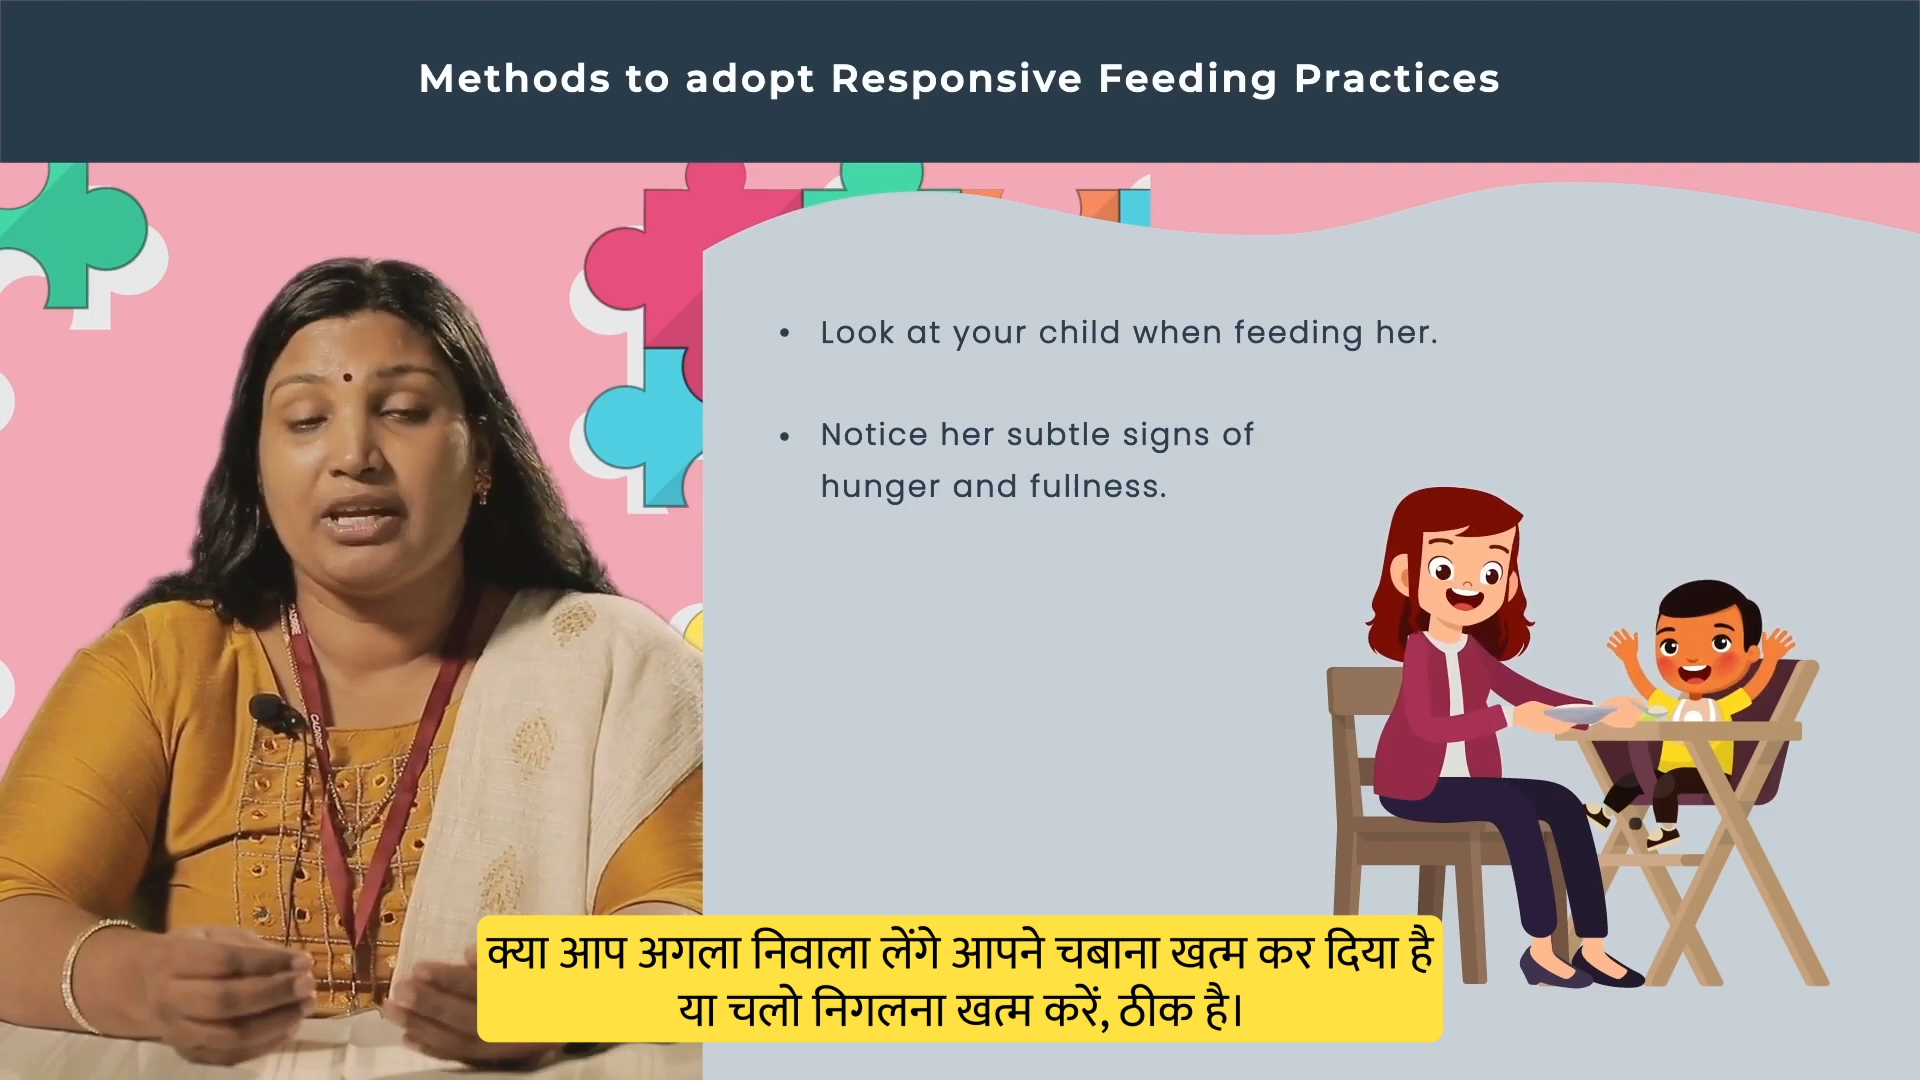 Methods to adopt Responsive Feeding Practices
• Look at your child when feeding her.
• Notice her subtle signs of
hunger and fullness.
क्या आप अगला निवाला लेंगे आपने चबाना खत्म कर दिया है
या चलो निगलना खत्म करें, ठीक है।